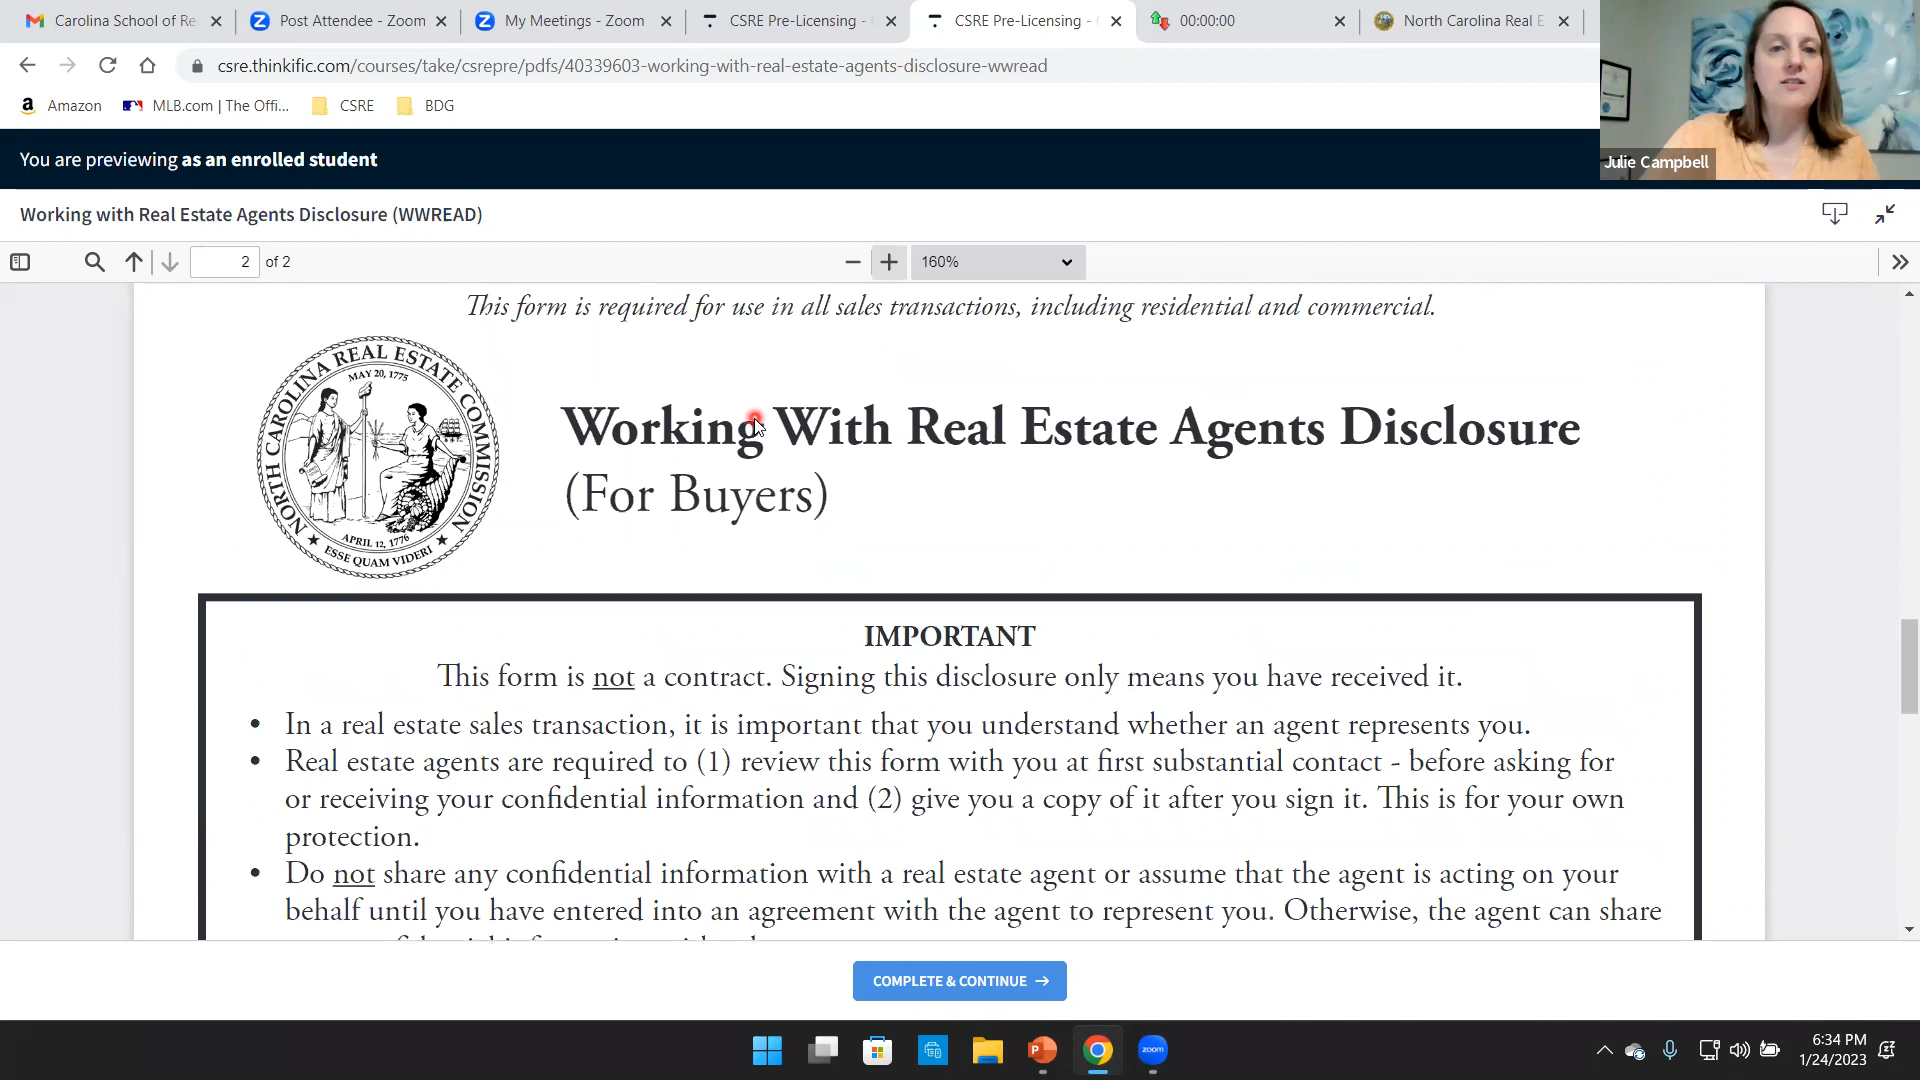 Carolina School of Re
Post Attendee - Zoom
My Meetings - Zoom
CSRE Pre-Licensing -
CSRE Pre-Licensing -
00:00:00
North Carolina Real E
csre.thinkific.com/courses/take/csrepre/pdfs/40339603-working-with-real-estate-agents-disclosure-wwread
Amazon
MLB.com | The Offi...
CSRE
BDG
You are previewing as an enrolled student
Julie Campbell
Working with Real Estate Agents Disclosure (WWREAD)
2 of 2
160%
This form is required for use in all sales transactions, including residential and commercial.
NORTH CAROLINA REAL ESTATE COMMISSION
MAY 20, 1775
APRIL 12, 1776
ESSE QUAM VIDERI
Working With Real Estate Agents Disclosure
(For Buyers)
IMPORTANT
This form is not a contract. Signing this disclosure only means you have received it.
• In a real estate sales transaction, it is important that you understand whether an agent represents you.
• Real estate agents are required to (1) review this form with you at first substantial contact - before asking for
or receiving your confidential information and (2) give you a copy of it after you sign it. This is for your own
protection.
• Do not share any confidential information with a real estate agent or assume that the agent is acting on your
behalf until you have entered into an agreement with the agent to represent you. Otherwise, the agent can share
COMPLETE & CONTINUE →
zoom
6:34 PM
1/24/2023